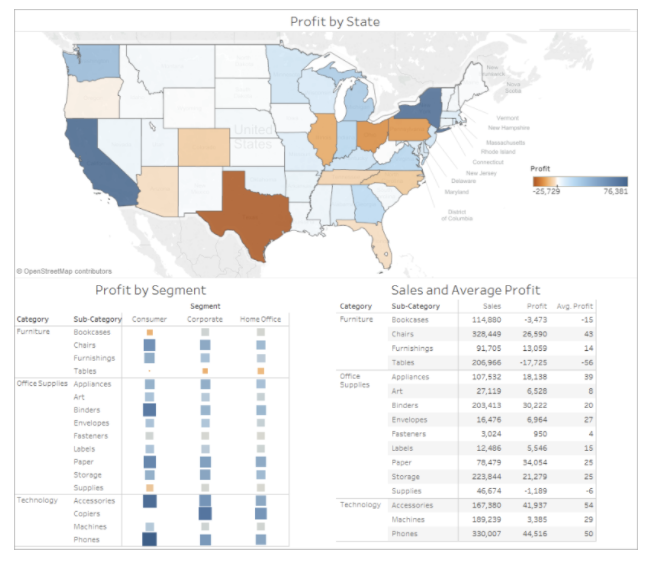 Profit by State
United
States
Nova
Scotia
Vermont
New Hampshire
Massachusetts
Rhode Island
Connecticut
New Jersey
Delaware
Maryland
District
of Columbia
Profit
-25,729 76,381
© OpenStreetMap contributors
Profit by Segment
Segment
Category Sub-Category Consumer Corporate Home Office
Furniture Bookcases
Chairs
Furnishings
Tables
Office Supplies Appliances
Art
Binders
Envelopes
Fasteners
Labels
Paper
Storage
Supplies
Technology Accessories
Copiers
Machines
Phones
Sales and Average Profit
Category Sub-Category Sales Profit Avg. Profit
Furniture Bookcases 114,880 -3,473 -15
Chairs 328,449 26,590 43
Furnishings 91,705 13,059 14
Tables 206,966 -17,725 -56
Office Supplies Appliances 107,532 18,138 39
Art 27,119 6,528 8
Binders 203,413 30,222 20
Envelopes 16,476 6,964 27
Fasteners 3,024 950 4
Labels 12,486 5,546 15
Paper 78,479 34,054 25
Storage 223,844 21,279 25
Supplies 46,674 -1,189 -6
Technology Accessories 167,380 41,937 54
Machines 189,239 3,385 29
Phones 330,007 44,516 50